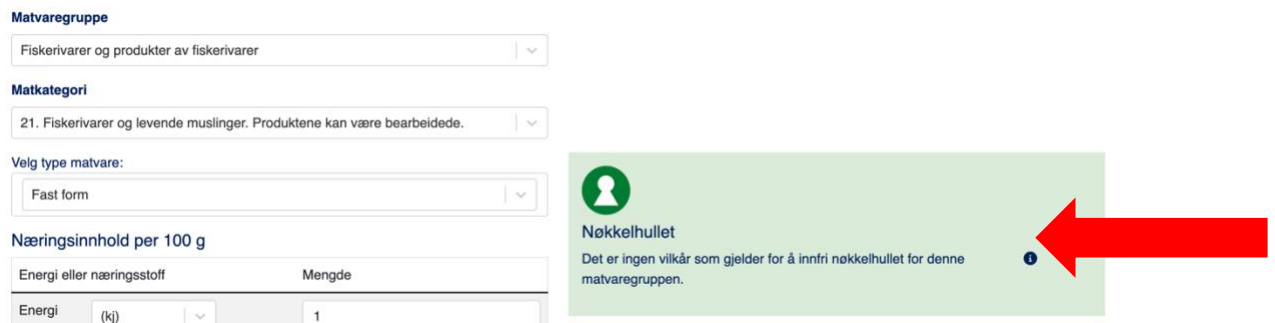 Matvaregruppe
Fiskerivarer og produkter av fiskerivarer
Matkategori
21. Fiskerivarer og levende muslinger. Produktene kan være bearbeidede.
Velg type matvare:
Fast form
Næringsinnhold per 100 g
Energi eller næringsstoff Mengde
Energi (kj) 1
Nøkkelhullet
Det er ingen vilkår som gjelder for å innfri nøkkelhullet for denne
matvaregruppen.